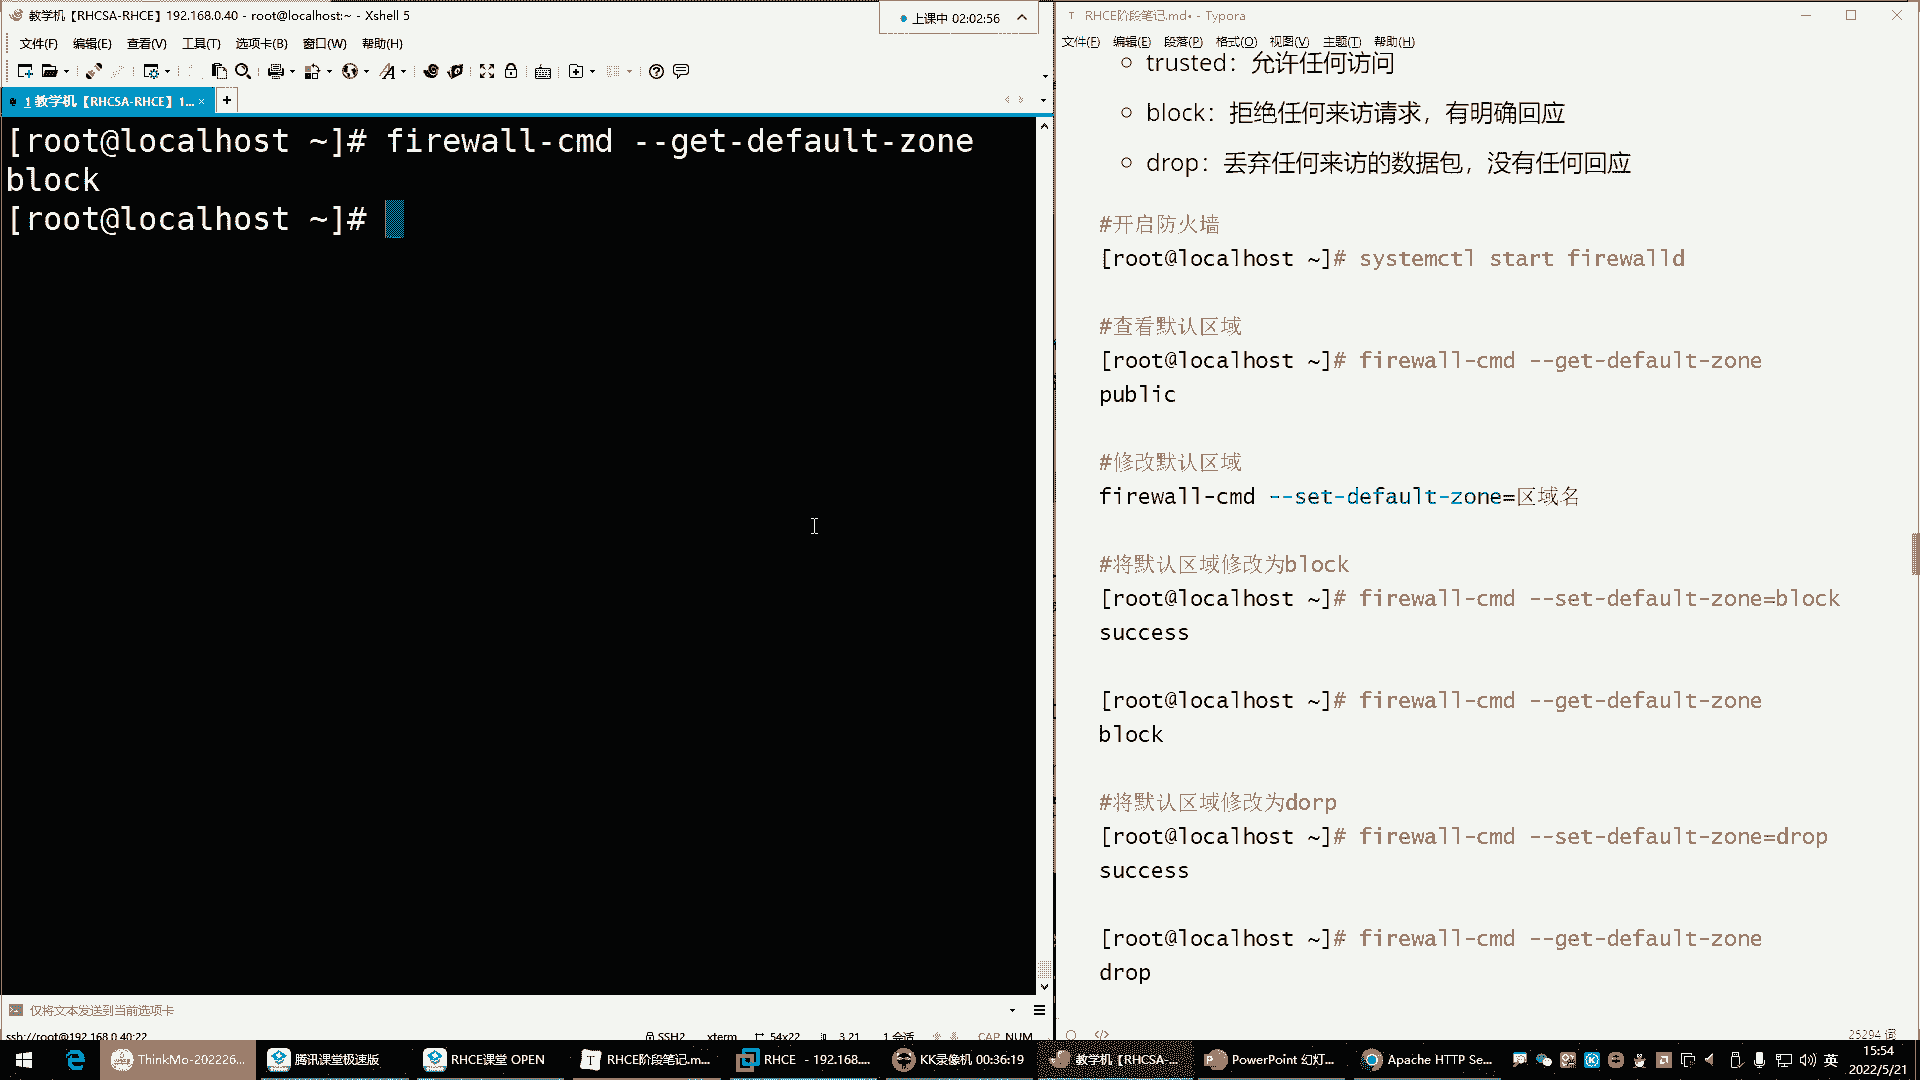 教学机【RHCSA-RHCE】192.168.0.40 - root@localhost:~ - Xshell 5
上课中 02:02:56
文件(F) 编辑(E) 查看(V) 工具(T) 选项卡(B) 窗口(W) 帮助(H)
1 教学机【RHCSA-RHCE】1... × +
[root@localhost ~]# firewall-cmd --get-default-zone
block
[root@localhost ~]#
仅将文本发送到当前选项卡
ssh://root@192.168.0.40:22 SSH2 xterm 54x22 3,21 1 会话 CAP NUM
RHCE阶段笔记.md• - Typora
文件(F) 编辑(E) 段落(P) 格式(O) 视图(V) 主题(T) 帮助(H)
trusted：允许任何访问
block：拒绝任何来访请求，有明确回应
drop：丢弃任何来访的数据包，没有任何回应
#开启防火墙
[root@localhost ~]# systemctl start firewalld
#查看默认区域
[root@localhost ~]# firewall-cmd --get-default-zone
public
#修改默认区域
firewall-cmd --set-default-zone=区域名
#将默认区域修改为block
[root@localhost ~]# firewall-cmd --set-default-zone=block
success
[root@localhost ~]# firewall-cmd --get-default-zone
block
#将默认区域修改为dorp
[root@localhost ~]# firewall-cmd --set-default-zone=drop
success
[root@localhost ~]# firewall-cmd --get-default-zone
drop
25294 词
ThinkMo-202226... 腾讯课堂极速版 RHCE课堂 OPEN RHCE阶段笔记.m... RHCE - 192.168.... KK录像机 00:36:19 教学机【RHCSA-... PowerPoint 幻灯... Apache HTTP Se... 英
15:54
2022/5/21